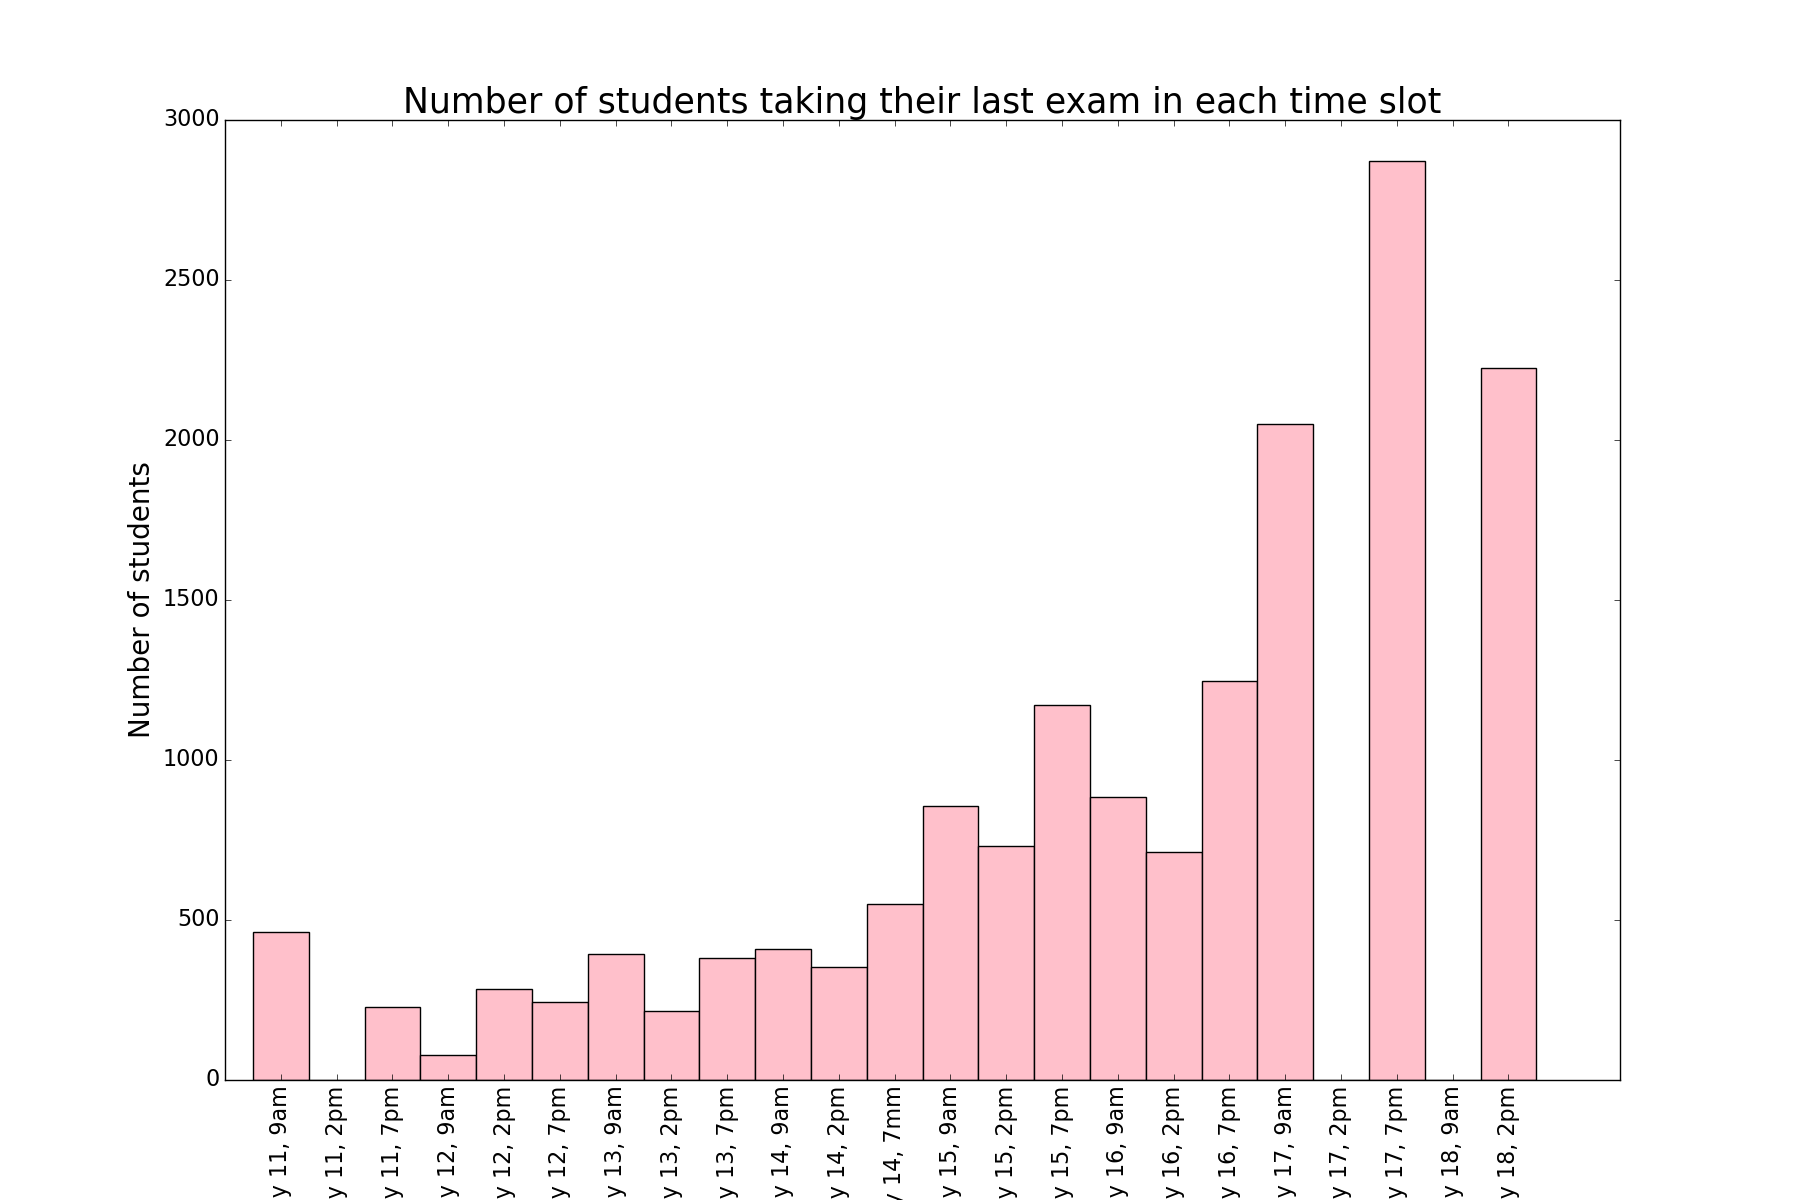 Number of students taking their last exam in each time slot
Number of students
3000
2500
2000
1500
1000
500
0
y 11, 9am
y 11, 2pm
y 11, 7pm
y 12, 9am
y 12, 2pm
y 12, 7pm
y 13, 9am
y 13, 2pm
y 13, 7pm
y 14, 9am
y 14, 2pm
y 14, 7mm
y 15, 9am
y 15, 2pm
y 15, 7pm
y 16, 9am
y 16, 2pm
y 16, 7pm
y 17, 9am
y 17, 2pm
y 17, 7pm
y 18, 9am
y 18, 2pm